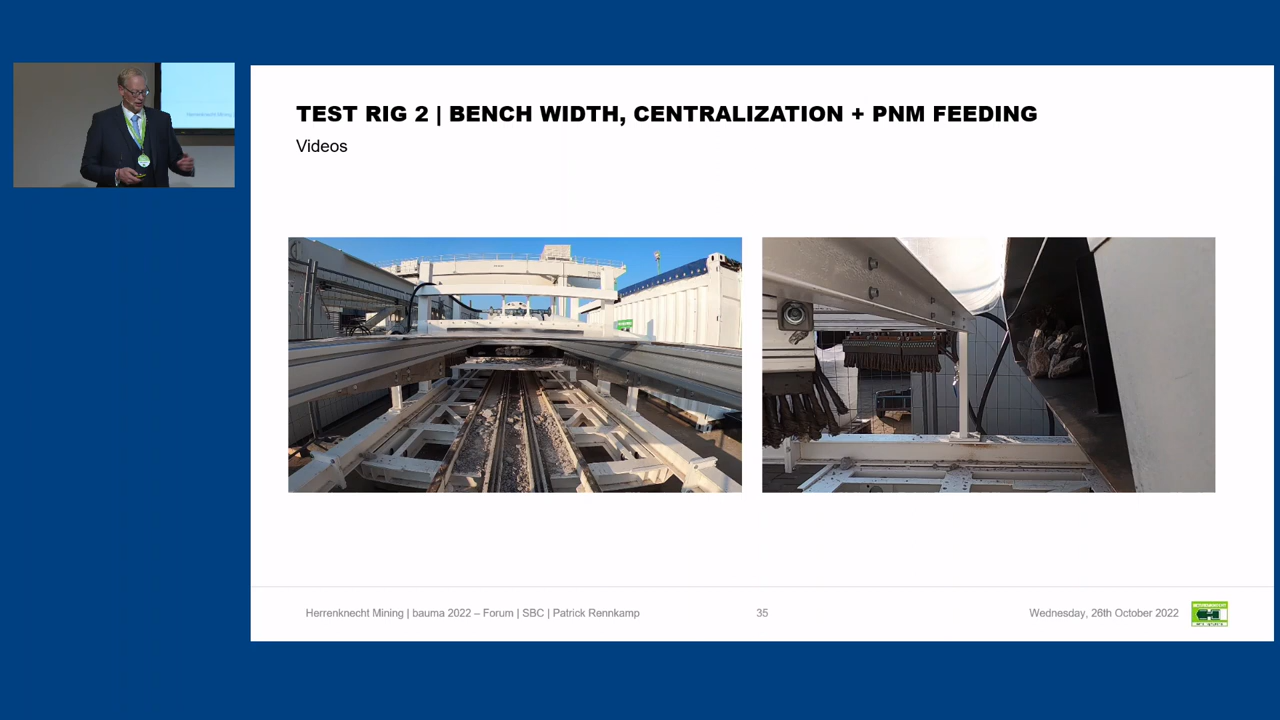 TEST RIG 2 | BENCH WIDTH, CENTRALIZATION + PNM FEEDING
Videos
Herrenknecht Mining | bauma 2022 – Forum | SBC | Patrick Rennkamp
35
Wednesday, 26th October 2022